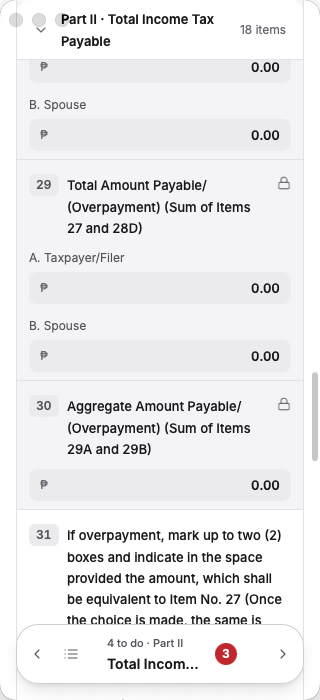 Part II · Total Income Tax
Payable
18 items
₱ 0.00
B. Spouse
₱ 0.00
29 Total Amount Payable/
(Overpayment) (Sum of Items
27 and 28D)
A. Taxpayer/Filer
₱ 0.00
B. Spouse
₱ 0.00
30 Aggregate Amount Payable/
(Overpayment) (Sum of Items
29A and 29B)
₱ 0.00
31 If overpayment, mark up to two (2)
boxes and indicate in the space
provided the amount, which shall
be equivalent to Item No. 27 (Once
the choice is made, the same is
4 to do · Part II
Total Incom... 3